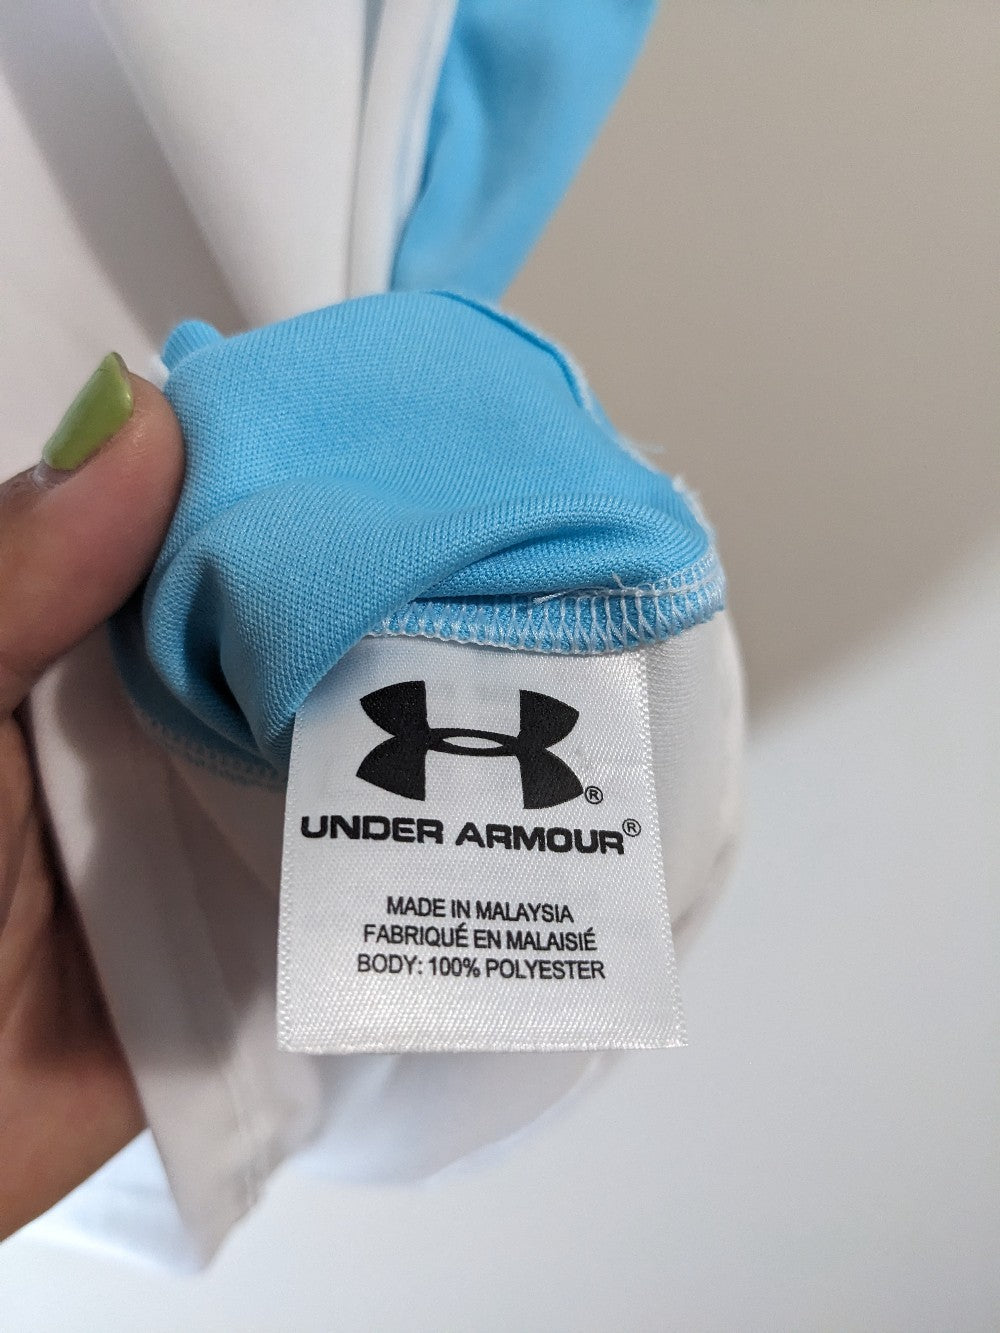 ®
UNDER ARMOUR®
MADE IN MALAYSIA
FABRIQUÉ EN MALAISIÉ
BODY: 100% POLYESTER